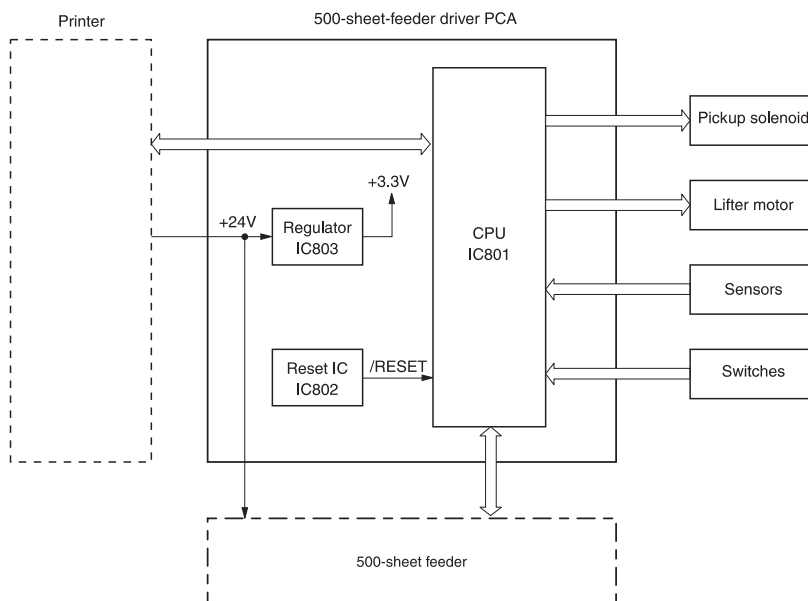 Printer
500-sheet-feeder driver PCA
Pickup solenoid
+3.3V
Lifter motor
+24V
Regulator
IC803
CPU
IC801
Sensors
Reset IC
IC802
/RESET
Switches
500-sheet feeder